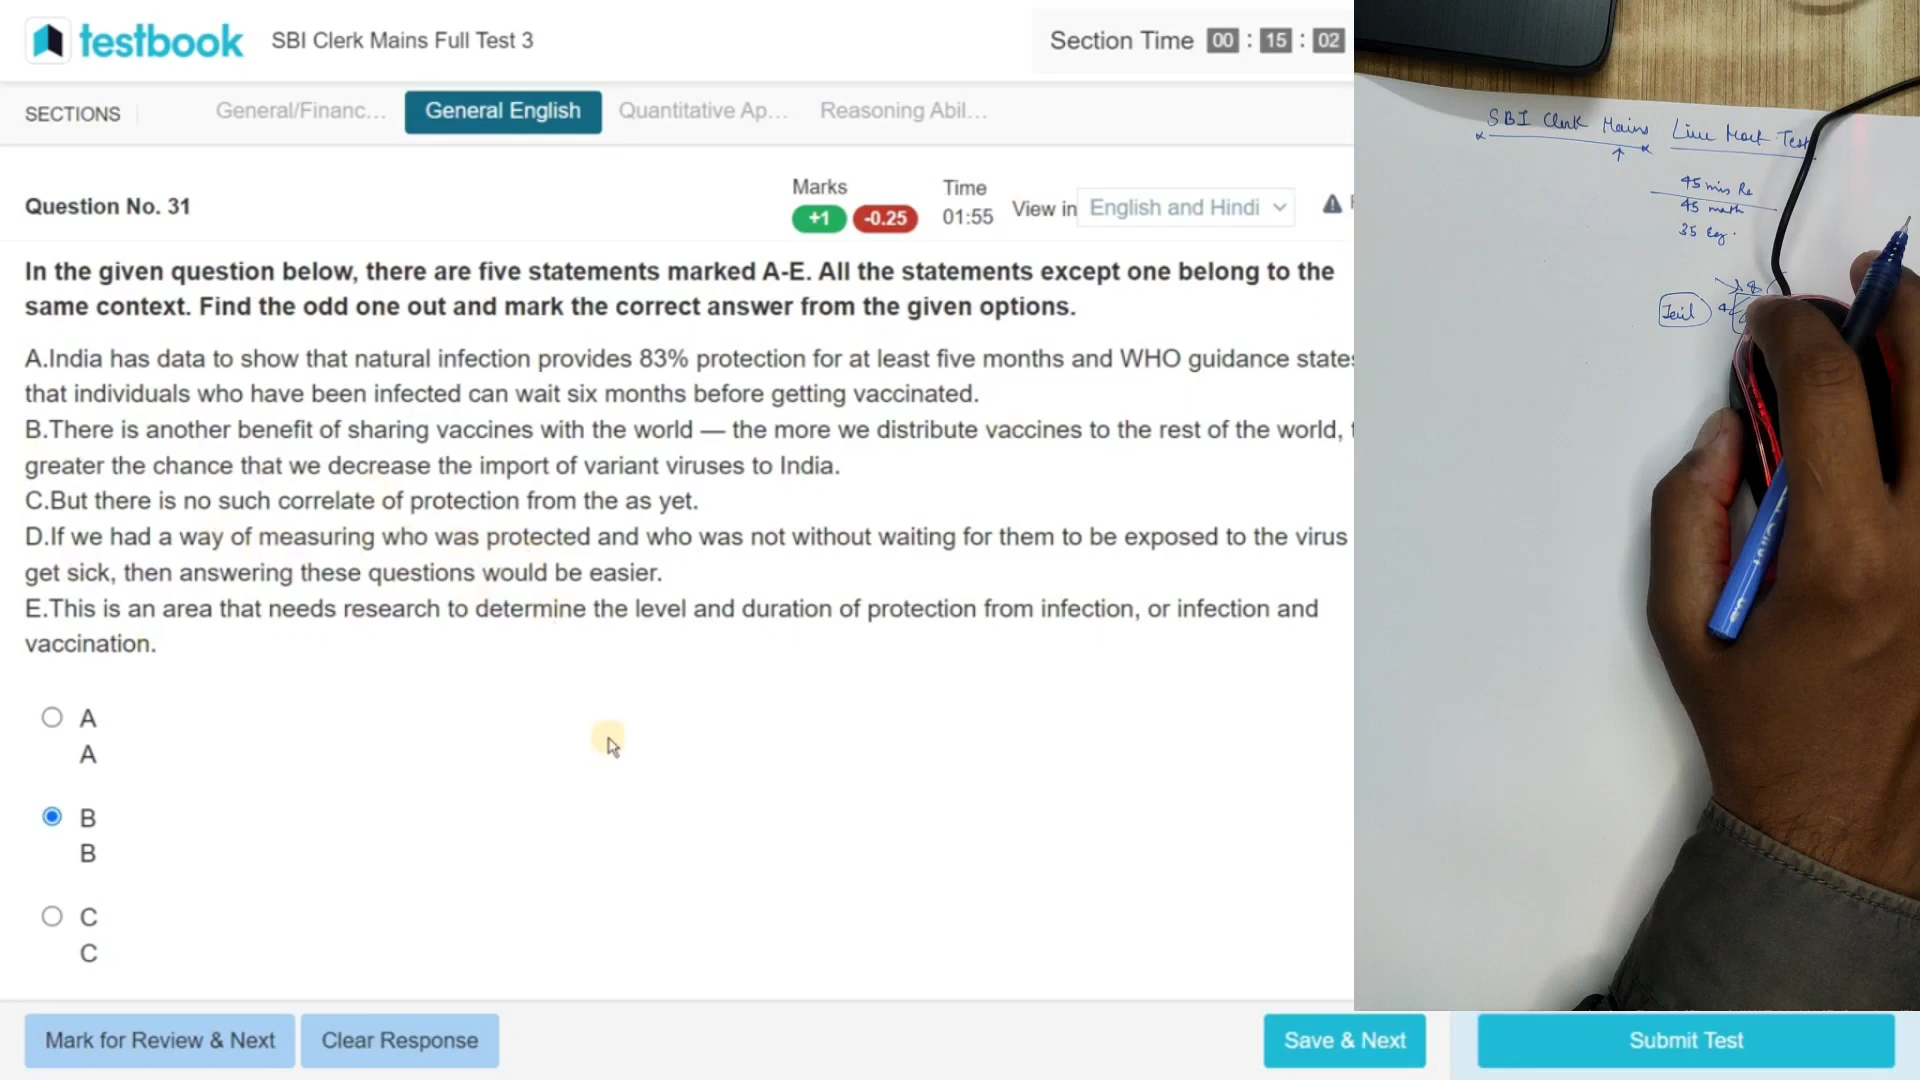 testbook SBI Clerk Mains Full Test 3 Section Time 00 : 15 : 02
SECTIONS General/Financ... General English Quantitative Ap... Reasoning Abil...
Question No. 31 Marks +1 -0.25 Time 01:55 View in English and Hindi
In the given question below, there are five statements marked A-E. All the statements except one belong to the
same context. Find the odd one out and mark the correct answer from the given options.
A.India has data to show that natural infection provides 83% protection for at least five months and WHO guidance states
that individuals who have been infected can wait six months before getting vaccinated.
B.There is another benefit of sharing vaccines with the world — the more we distribute vaccines to the rest of the world,
greater the chance that we decrease the import of variant viruses to India.
C.But there is no such correlate of protection from the as yet.
D.If we had a way of measuring who was protected and who was not without waiting for them to be exposed to the virus
get sick, then answering these questions would be easier.
E.This is an area that needs research to determine the level and duration of protection from infection, or infection and
vaccination.
A
A
B
B
C
C
Mark for Review & Next Clear Response Save & Next Submit Test
SBI Clerk Mains Live Mock Test
45 min Re
45 math
35 Eng.